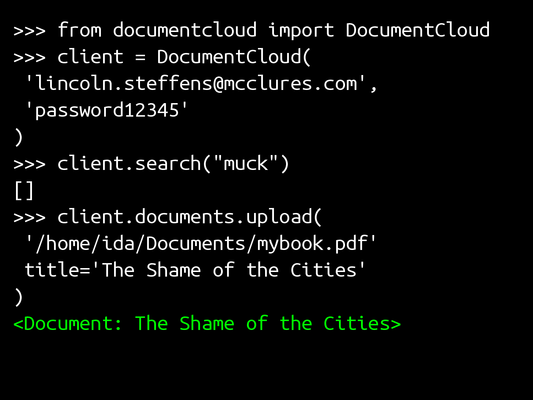 >>> from documentcloud import DocumentCloud
>>> client = DocumentCloud(
 'lincoln.steffens@mcclures.com',
 'password12345'
)
>>> client.search("muck")
[]
>>> client.documents.upload(
 '/home/ida/Documents/mybook.pdf'
 title='The Shame of the Cities'
)
<Document: The Shame of the Cities>